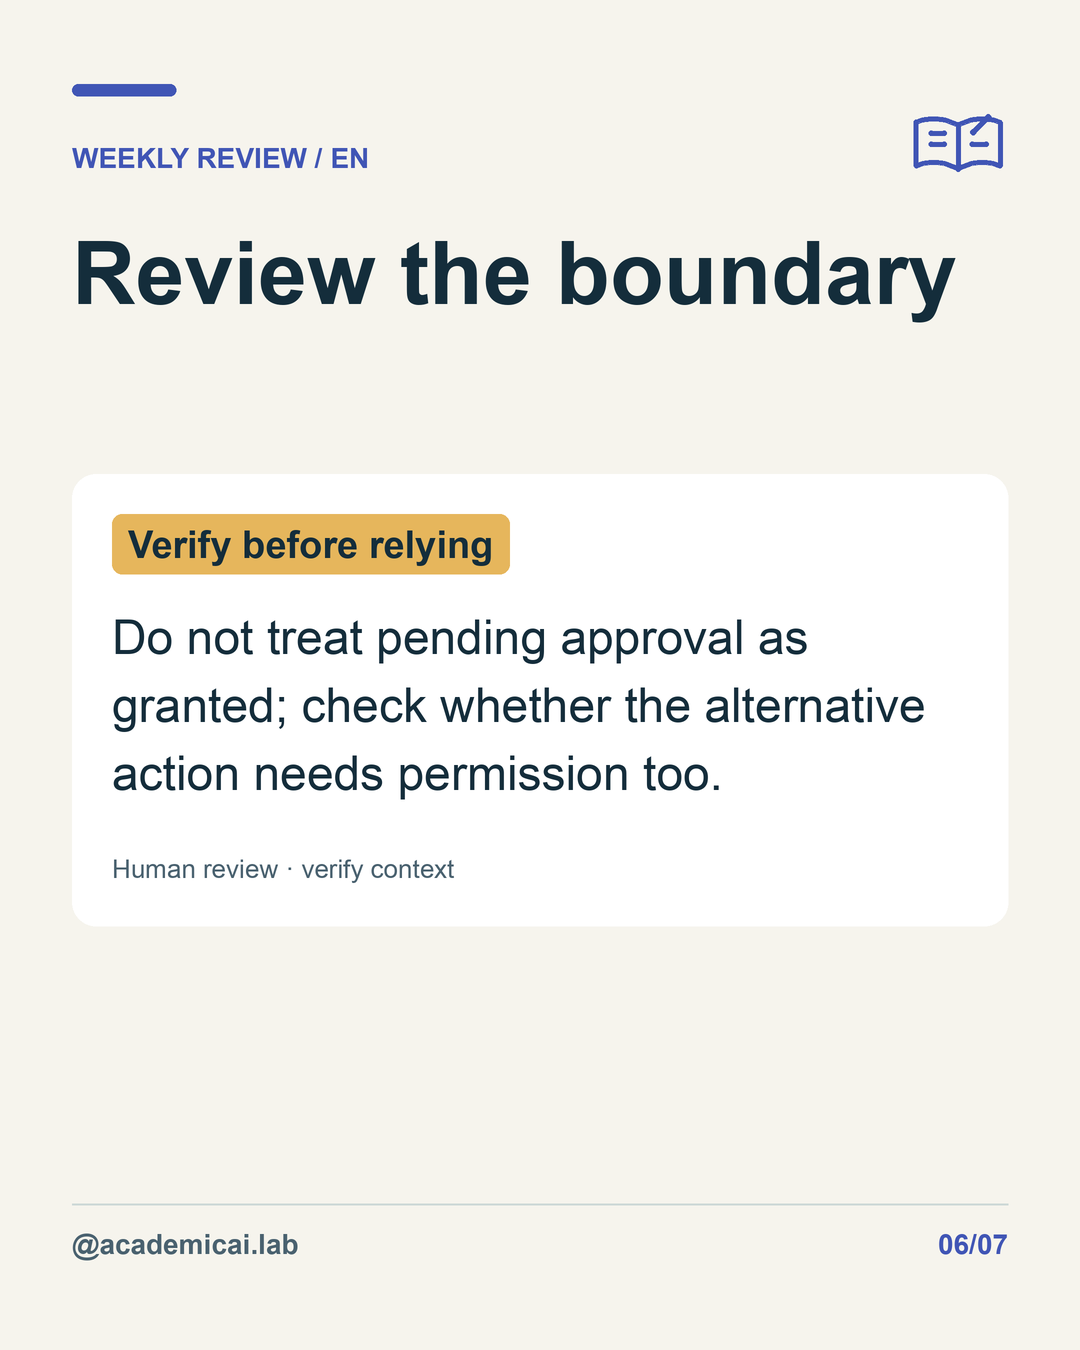 WEEKLY REVIEW / EN
Review the boundary
Verify before relying
Do not treat pending approval as
granted; check whether the alternative
action needs permission too.
Human review · verify context
@academicai.lab
06/07